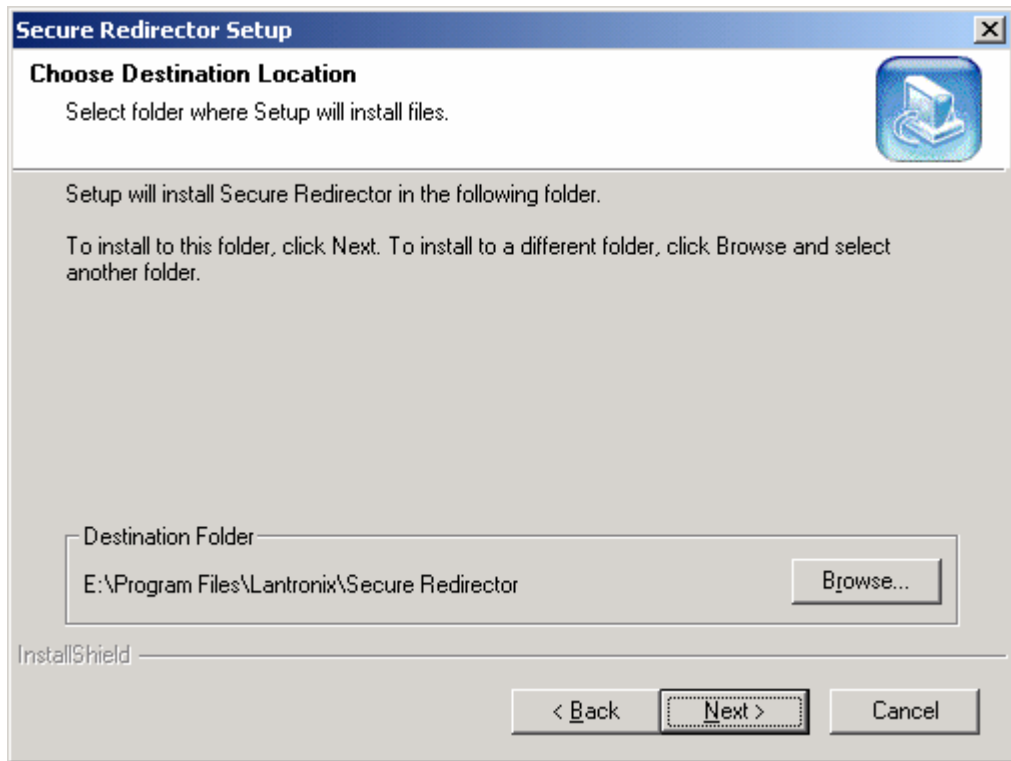 Secure Redirector Setup
Choose Destination Location
Select folder where Setup will install files.
Setup will install Secure Redirector in the following folder.
To install to this folder, click Next. To install to a different folder, click Browse and select
another folder.
Destination Folder
E:\Program Files\Lantronix\Secure Redirector
Browse...
InstallShield
< Back
Next >
Cancel